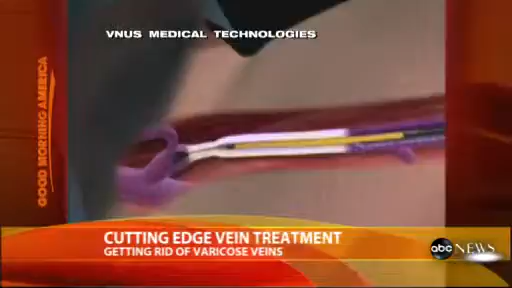 VNUS MEDICAL TECHNOLOGIES
GOOD MORNING AMERICA
CUTTING EDGE VEIN TREATMENT
GETTING RID OF VARICOSE VEINS
abc NEWS